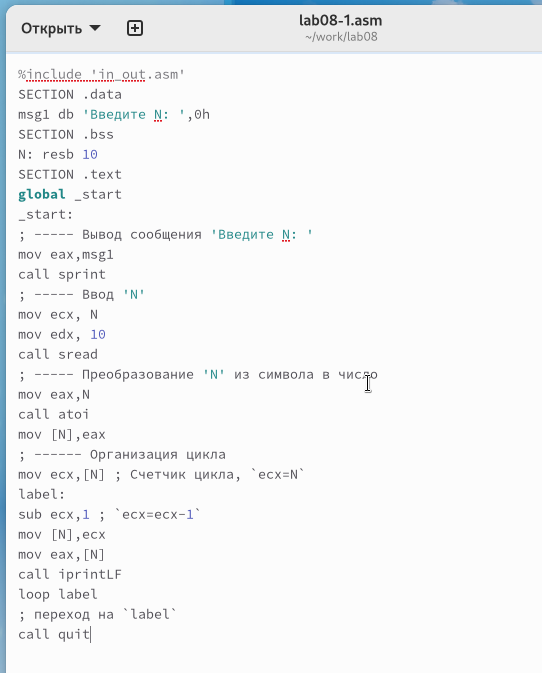 Открыть
lab08-1.asm
~/work/lab08
%include 'in_out.asm'
SECTION .data
msg1 db 'Введите N: ',0h
SECTION .bss
N: resb 10
SECTION .text
global _start
_start:
; ----- Вывод сообщения 'Введите N: '
mov eax,msg1
call sprint
; ----- Ввод 'N'
mov ecx, N
mov edx, 10
call sread
; ----- Преобразование 'N' из символа в число
mov eax,N
call atoi
mov [N],eax
; ------ Организация цикла
mov ecx,[N] ; Счетчик цикла, `ecx=N`
label:
sub ecx,1 ; `ecx=ecx-1`
mov [N],ecx
mov eax,[N]
call iprintLF
loop label
; переход на `label`
call quit